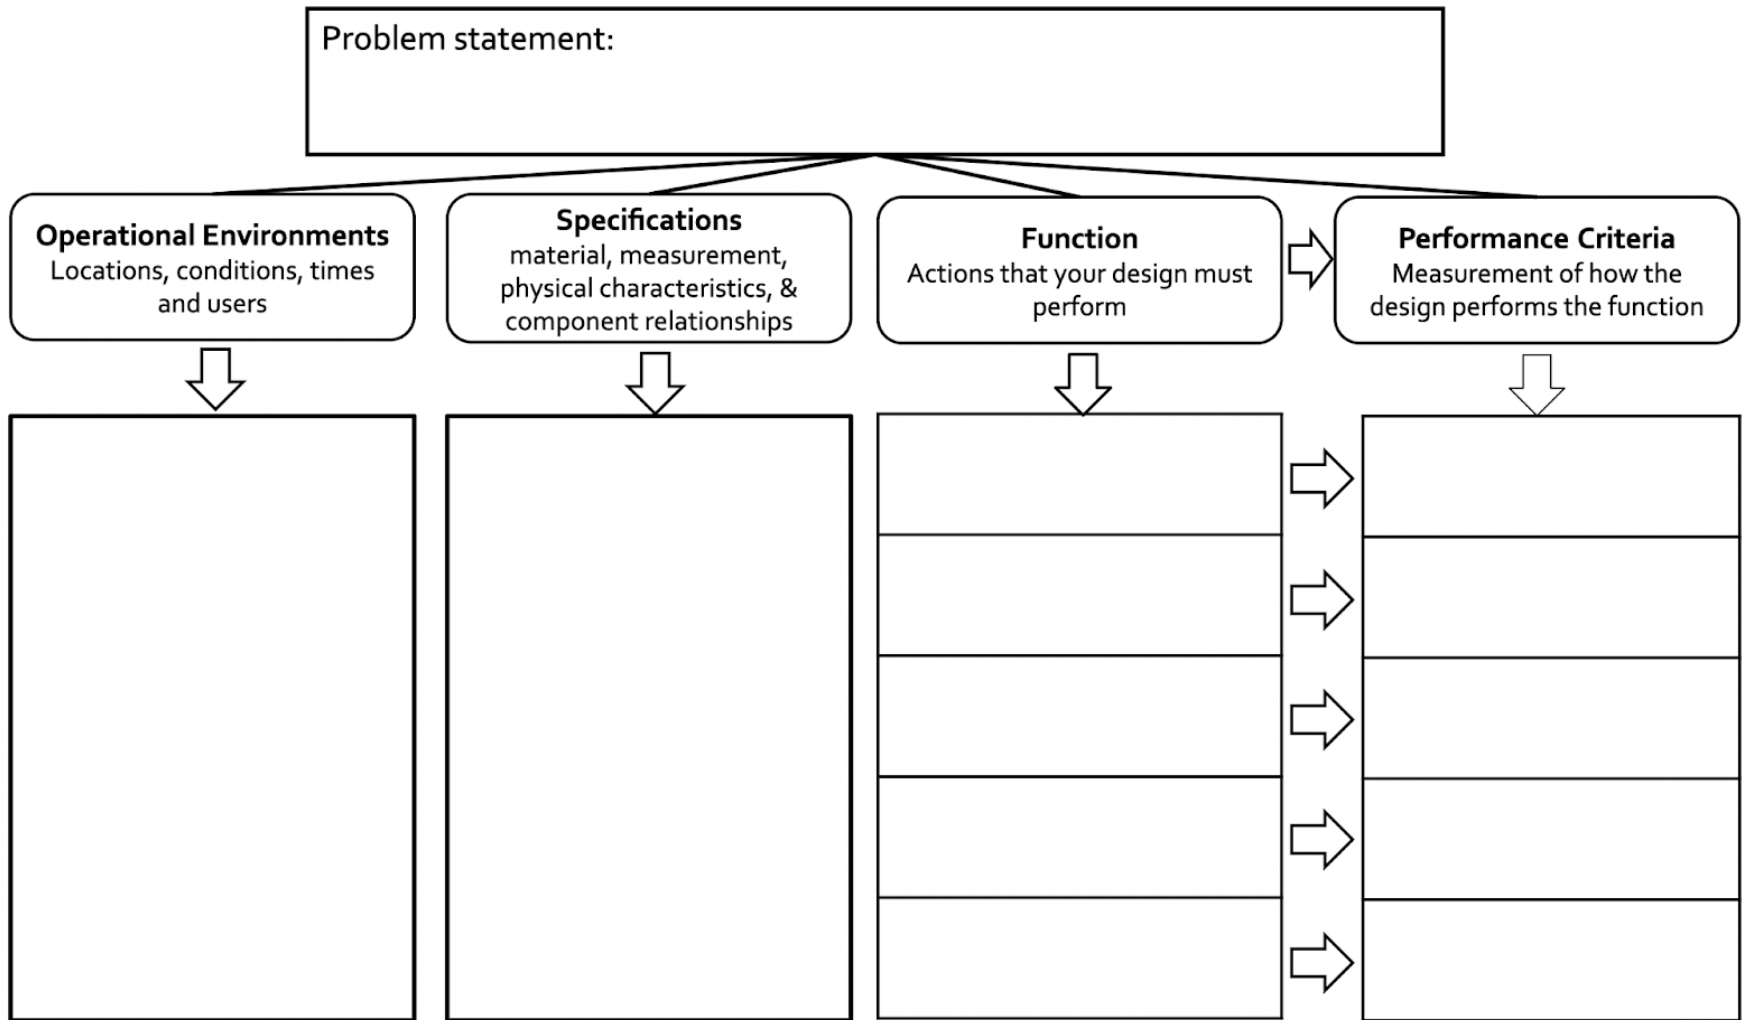 Problem statement:
Operational Environments
Locations, conditions, times
and users
Specifications
material, measurement,
physical characteristics, &
component relationships
Function
Actions that your design must
perform
Performance Criteria
Measurement of how the
design performs the function